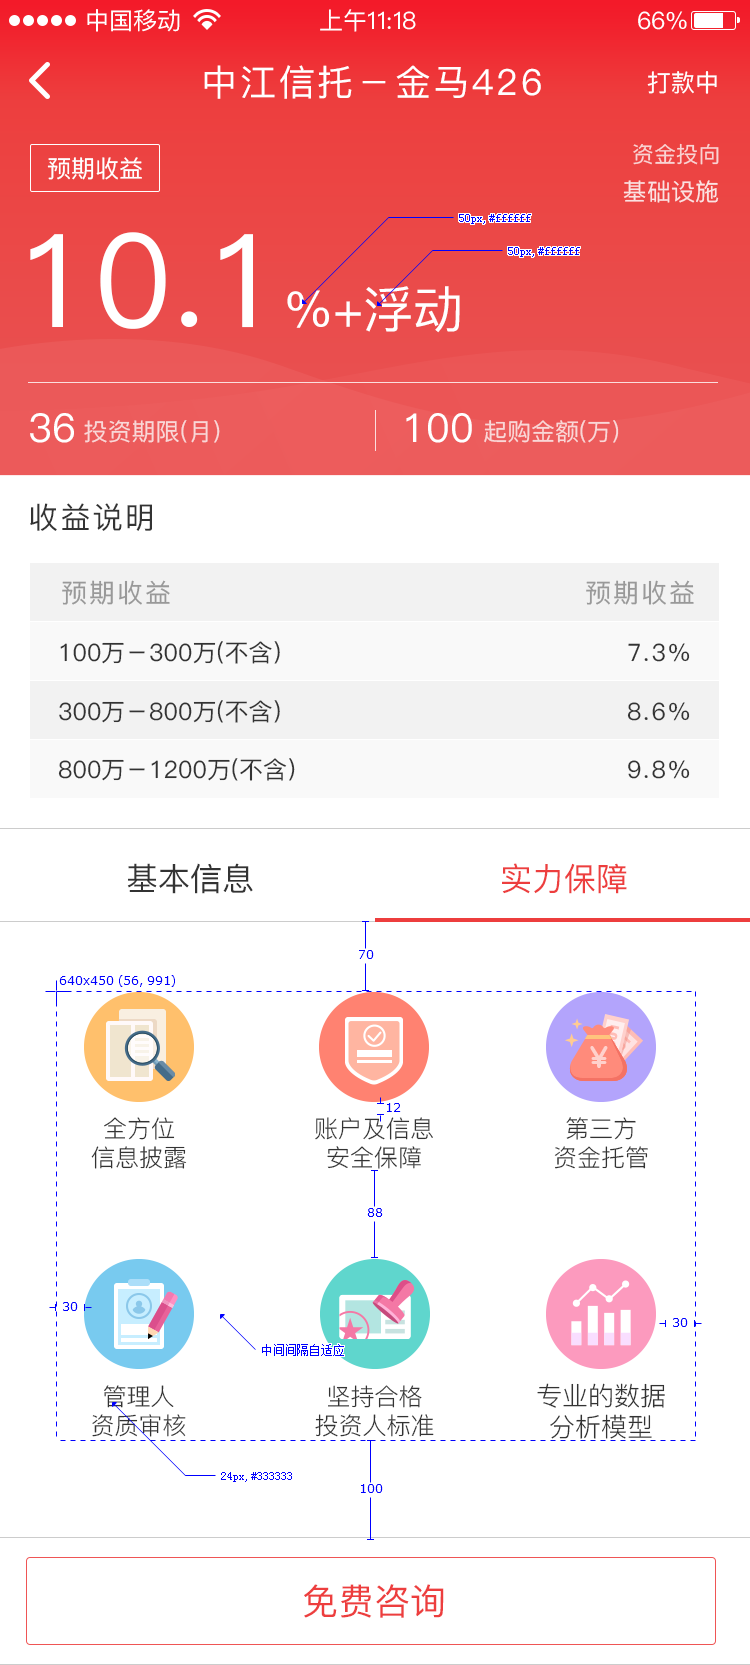 中国移动 上午11:18 66%
中江信托－金马426 打款中
预期收益 资金投向
基础设施
50px, #ffffff
50px, #ffffff
10.1%+浮动
36 投资期限(月) 100 起购金额(万)
收益说明
预期收益 预期收益
100万－300万(不含) 7.3%
300万－800万(不含) 8.6%
800万－1200万(不含) 9.8%
基本信息 实力保障
70
640x450 (56, 991)
¥
12
全方位 账户及信息 第三方
信息披露 安全保障 资金托管
88
30 30
中间间隔自适应
管理人 坚持合格 专业的数据
资质审核 投资人标准 分析模型
24px, #333333
100
免费咨询